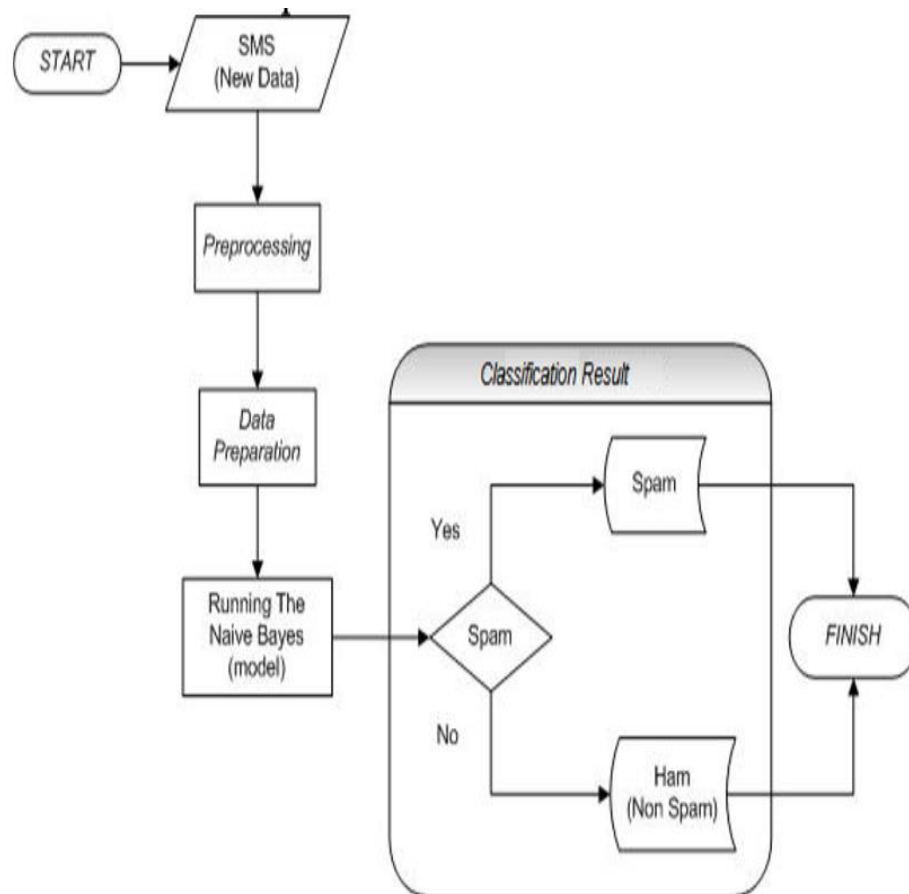 START
SMS
(New Data)
Preprocessing
Data
Preparation
Running The
Naive Bayes
(model)
Classification Result
Yes
Spam
No
Spam
Ham
(Non Spam)
FINISH